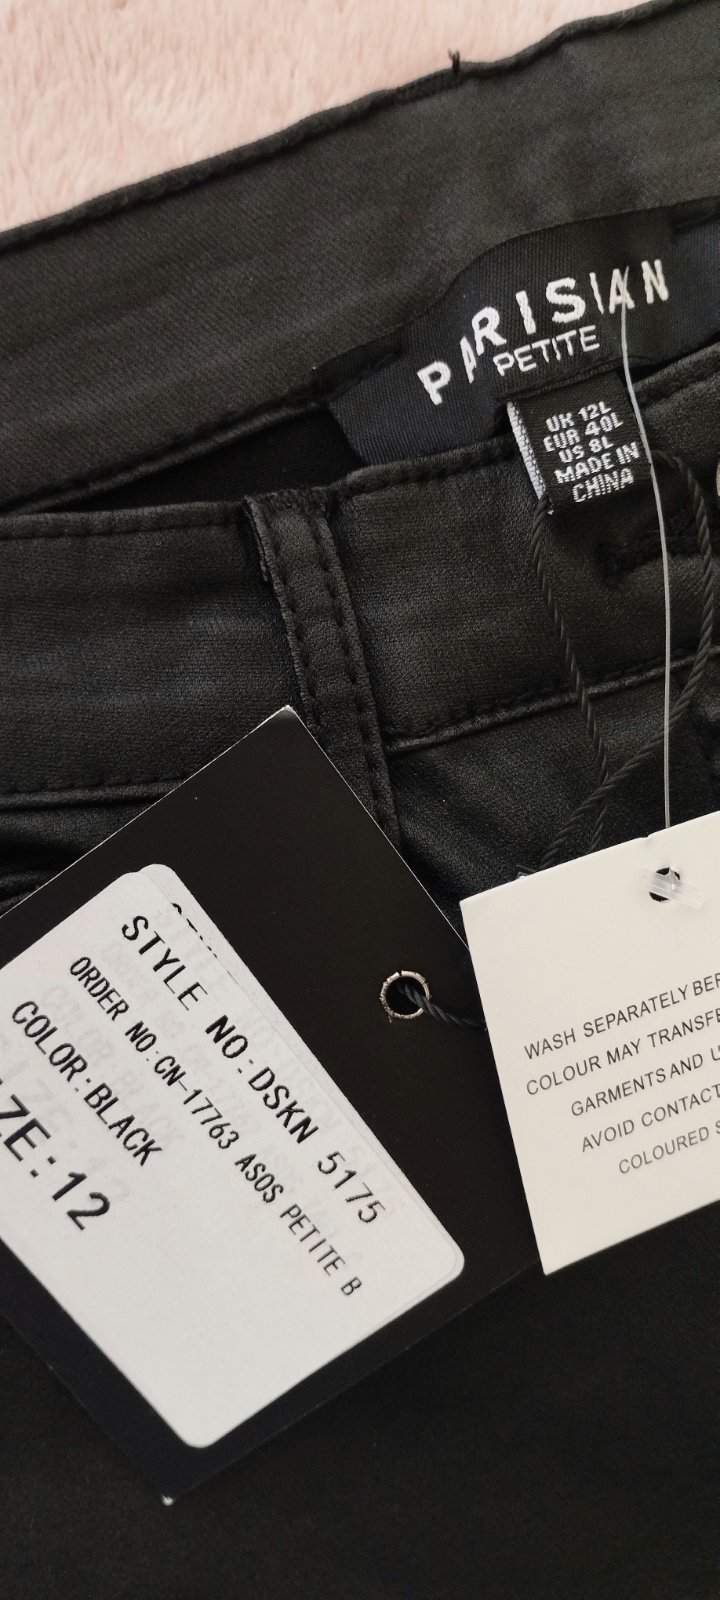 PARISIAN
PETITE
UK 12L
EUR 40L
US 8L
MADE IN
CHINA
STYLE NO:DSKN 5175
ORDER NO:CN-17763 ASOS PETITE B
COLOR:BLACK
ZE:12
WASH SEPARATELY BEF
COLOUR MAY TRANSFE
GARMENTS AND U
AVOID CONTACT
COLOURED S